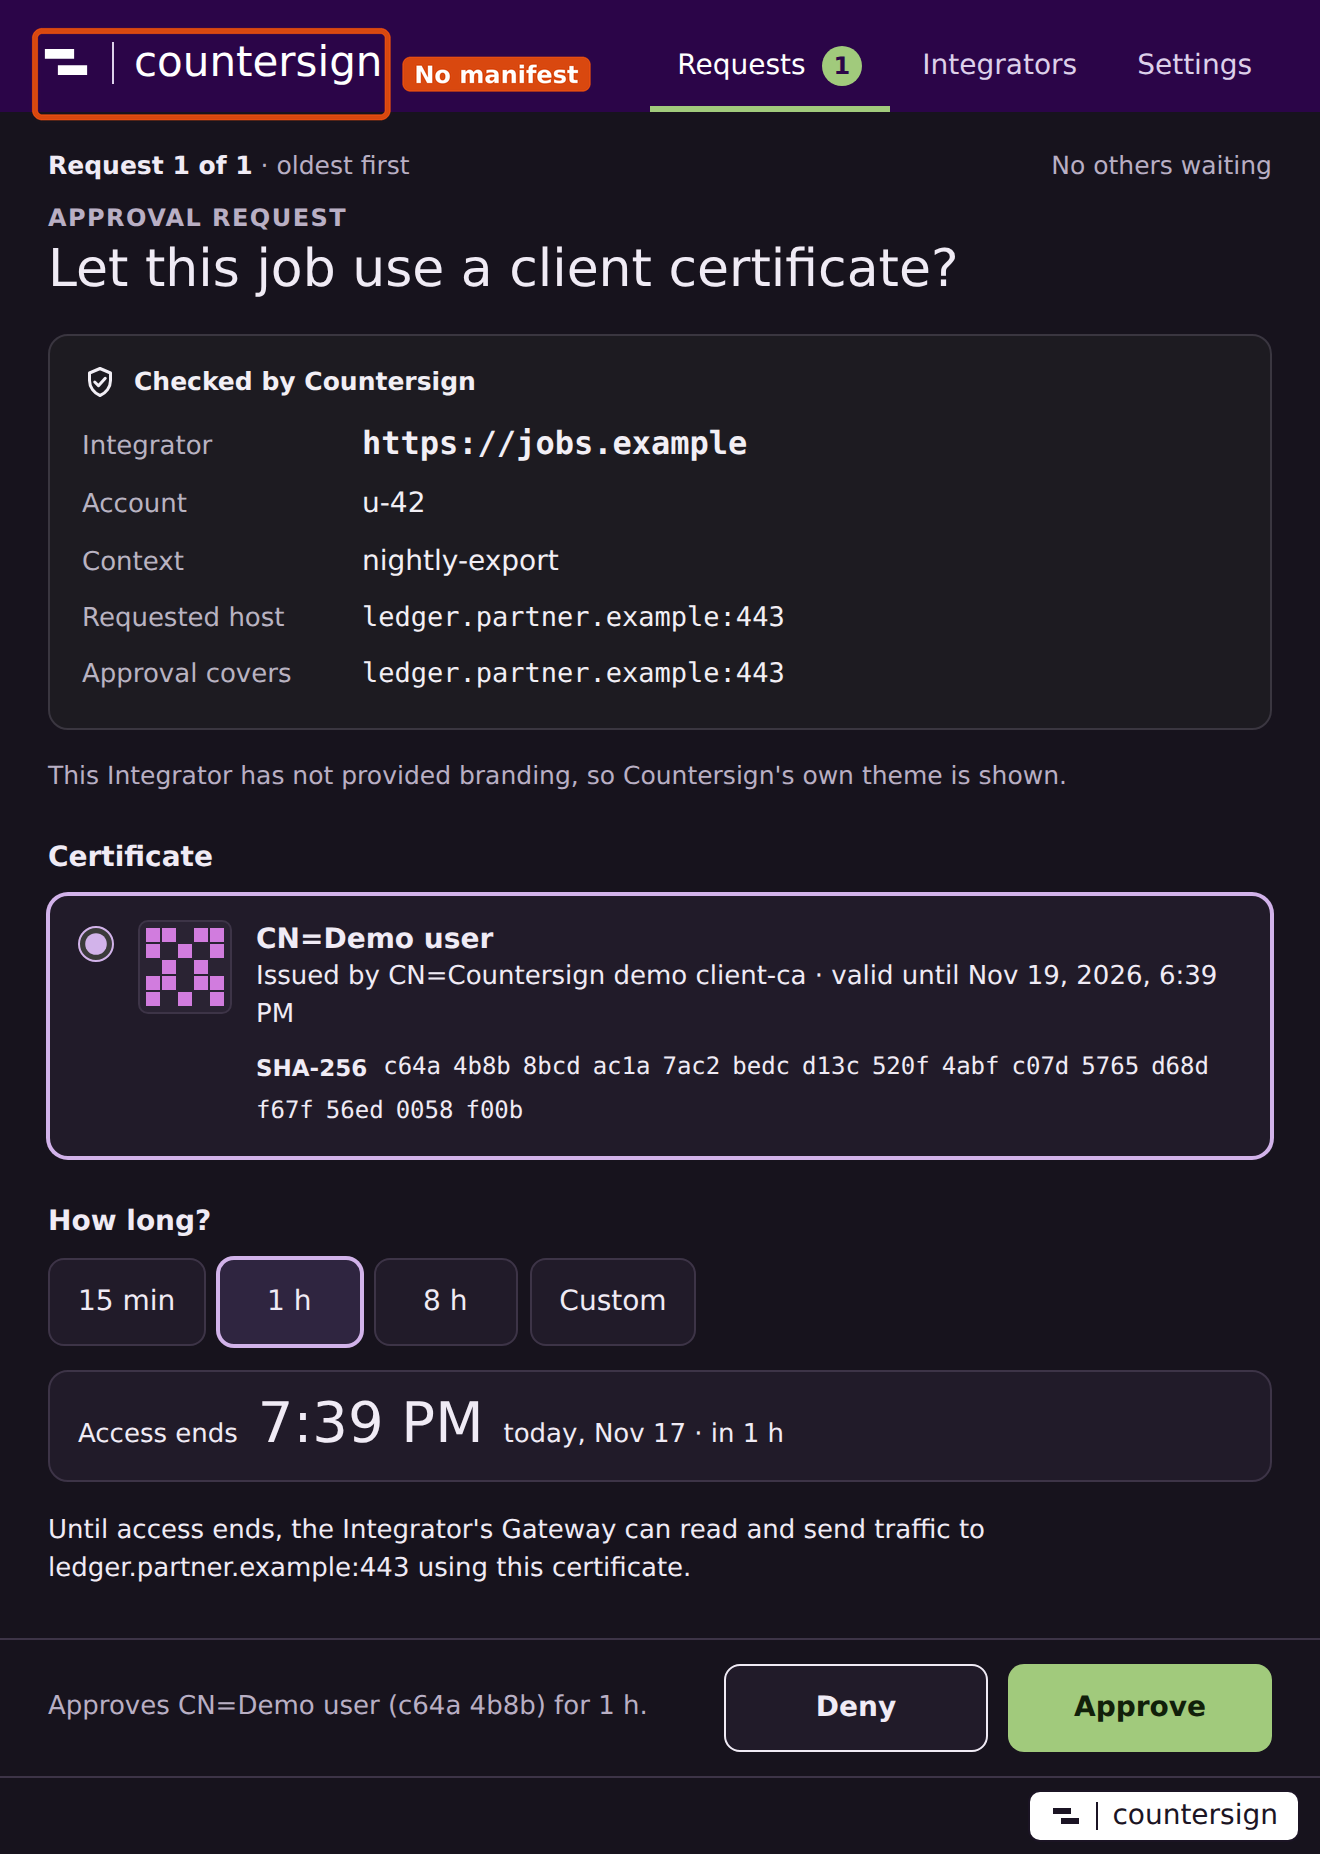 countersign No manifest Requests 1 Integrators Settings
Request 1 of 1 · oldest first No others waiting
APPROVAL REQUEST
Let this job use a client certificate?
Checked by Countersign
Integrator https://jobs.example
Account u-42
Context nightly-export
Requested host ledger.partner.example:443
Approval covers ledger.partner.example:443
This Integrator has not provided branding, so Countersign's own theme is shown.
Certificate
CN=Demo user
Issued by CN=Countersign demo client-ca · valid until Nov 19, 2026, 6:39
PM
SHA-256 c64a 4b8b 8bcd ac1a 7ac2 bedc d13c 520f 4abf c07d 5765 d68d
f67f 56ed 0058 f00b
How long?
15 min 1 h 8 h Custom
Access ends 7:39 PM today, Nov 17 · in 1 h
Until access ends, the Integrator's Gateway can read and send traffic to
ledger.partner.example:443 using this certificate.
Approves CN=Demo user (c64a 4b8b) for 1 h. Deny Approve
countersign